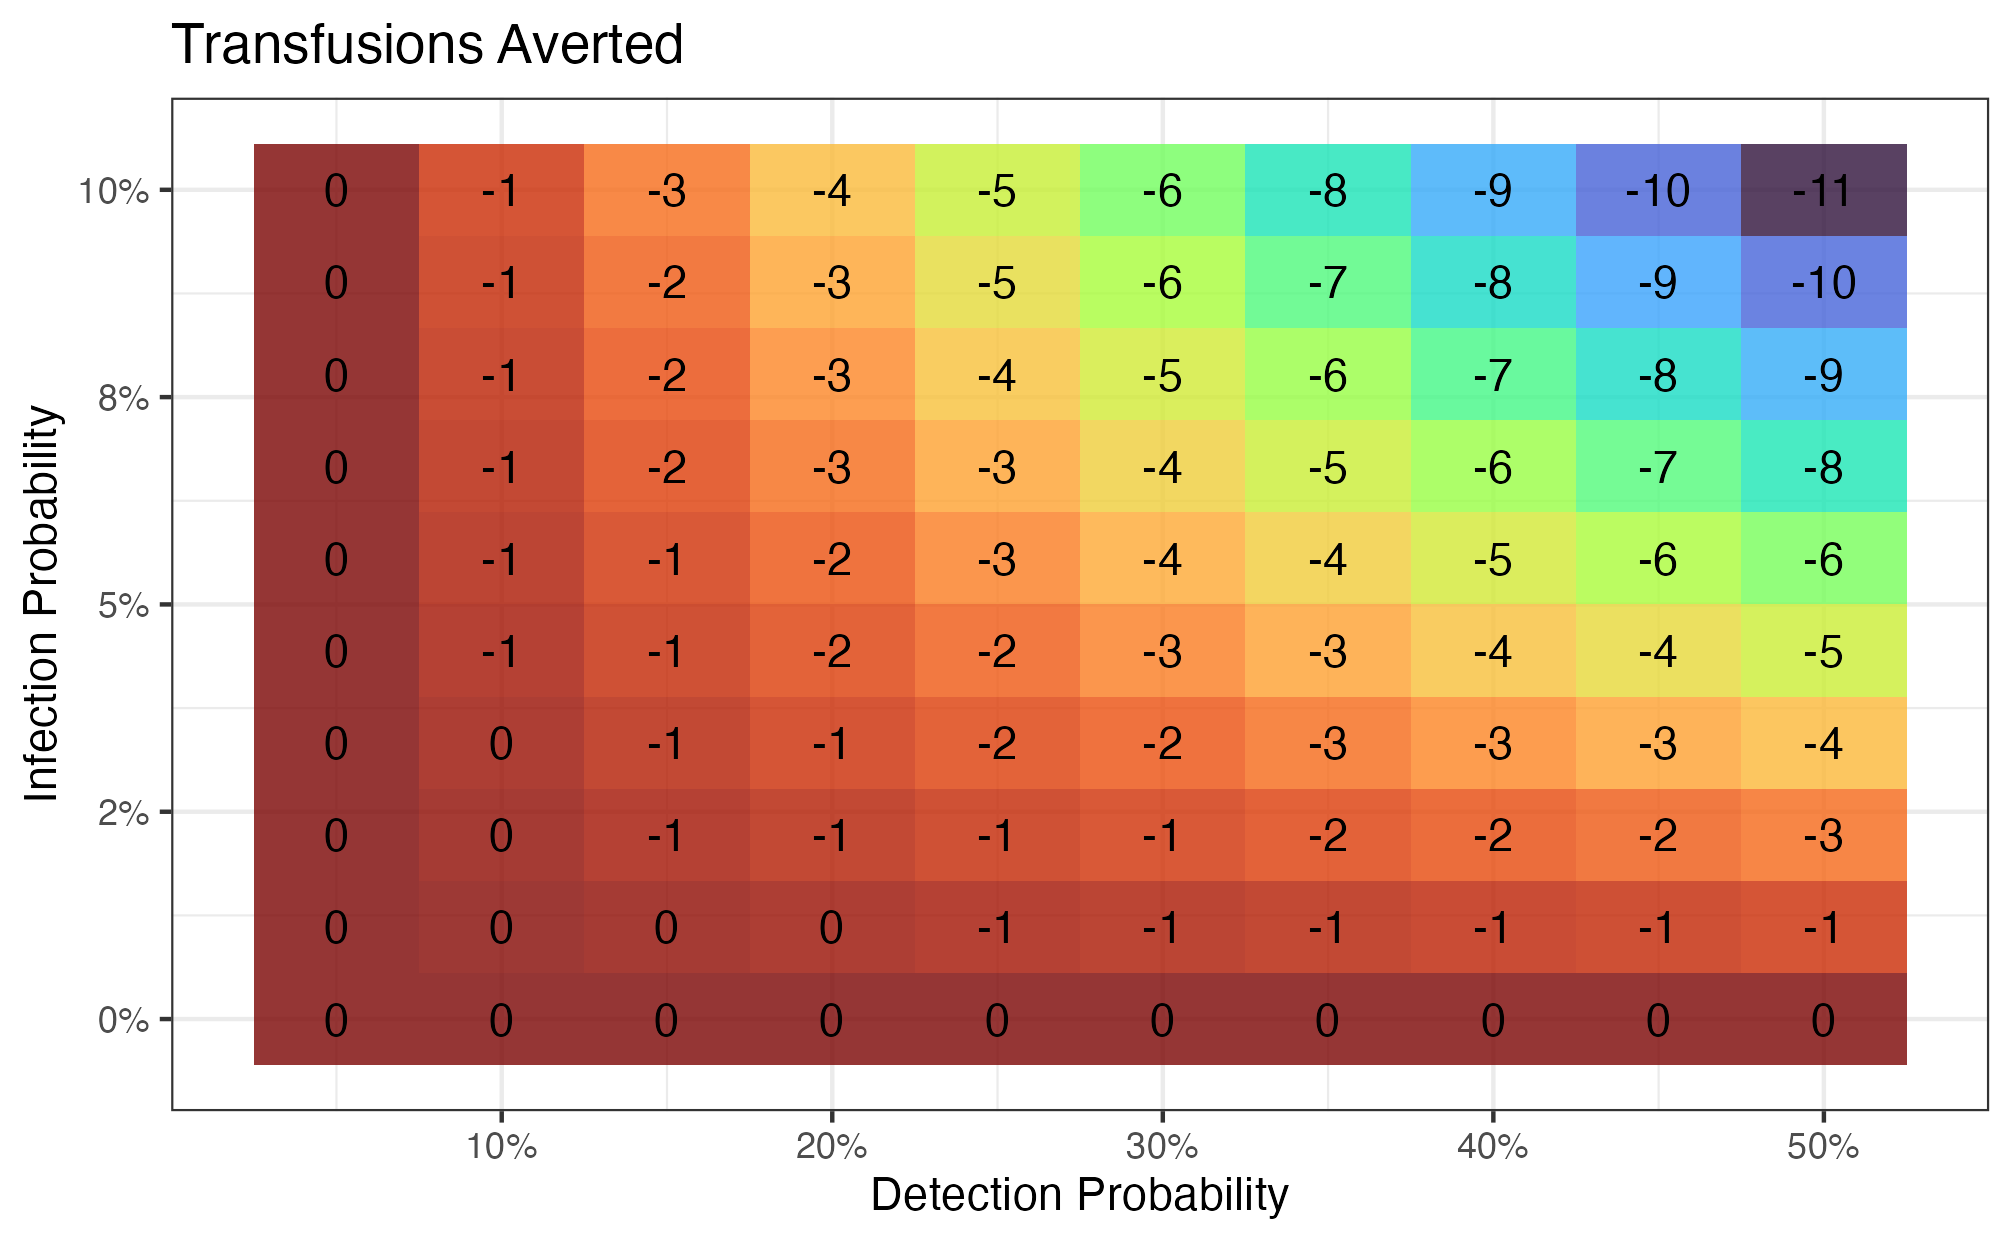 Transfusions Averted
Infection Probability
10% 0 -1 -3 -4 -5 -6 -8 -9 -10 -11
0 -1 -2 -3 -5 -6 -7 -8 -9 -10
8% 0 -1 -2 -3 -4 -5 -6 -7 -8 -9
0 -1 -2 -3 -3 -4 -5 -6 -7 -8
0 -1 -1 -2 -3 -4 -4 -5 -6 -6
5%
0 -1 -1 -2 -2 -3 -3 -4 -4 -5
0 0 -1 -1 -2 -2 -3 -3 -3 -4
2% 0 0 -1 -1 -1 -1 -2 -2 -2 -3
0 0 0 0 -1 -1 -1 -1 -1 -1
0% 0 0 0 0 0 0 0 0 0 0
10% 20% 30% 40% 50%
Detection Probability